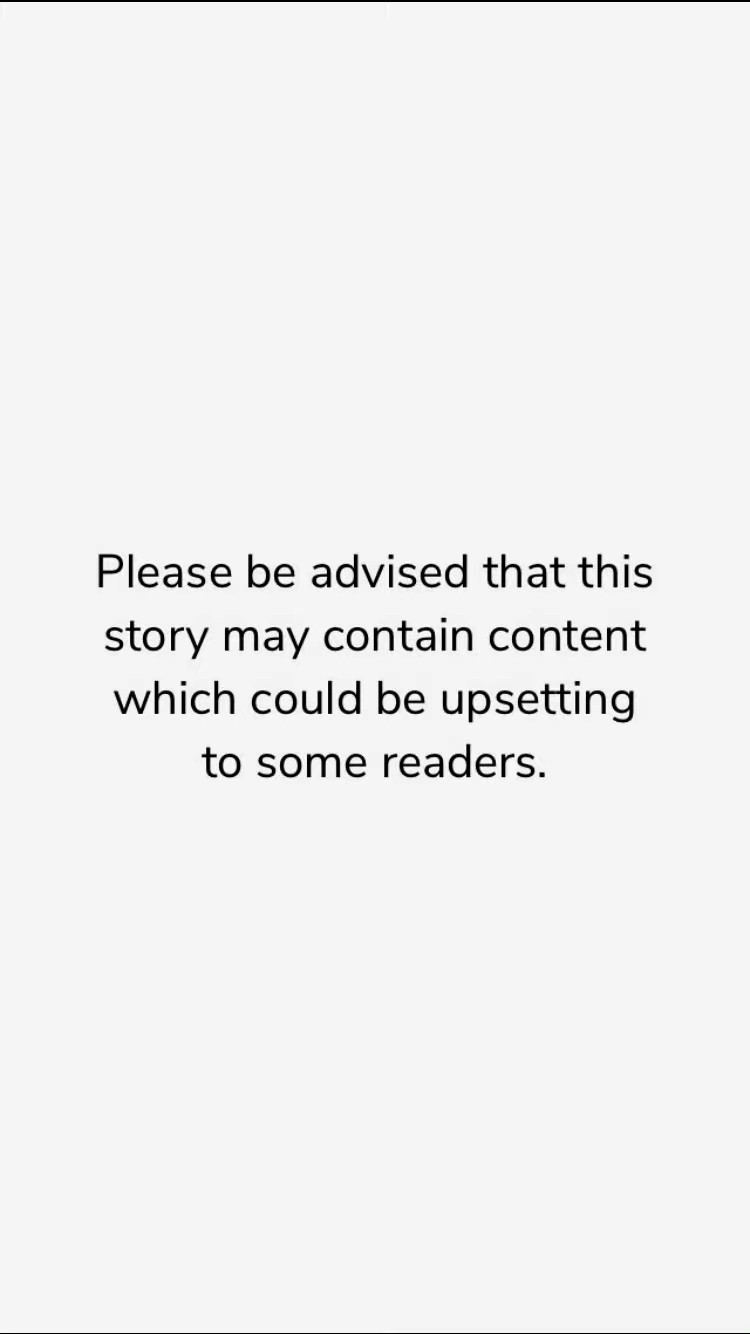 Please be advised that this
story may contain content
which could be upsetting
to some readers.